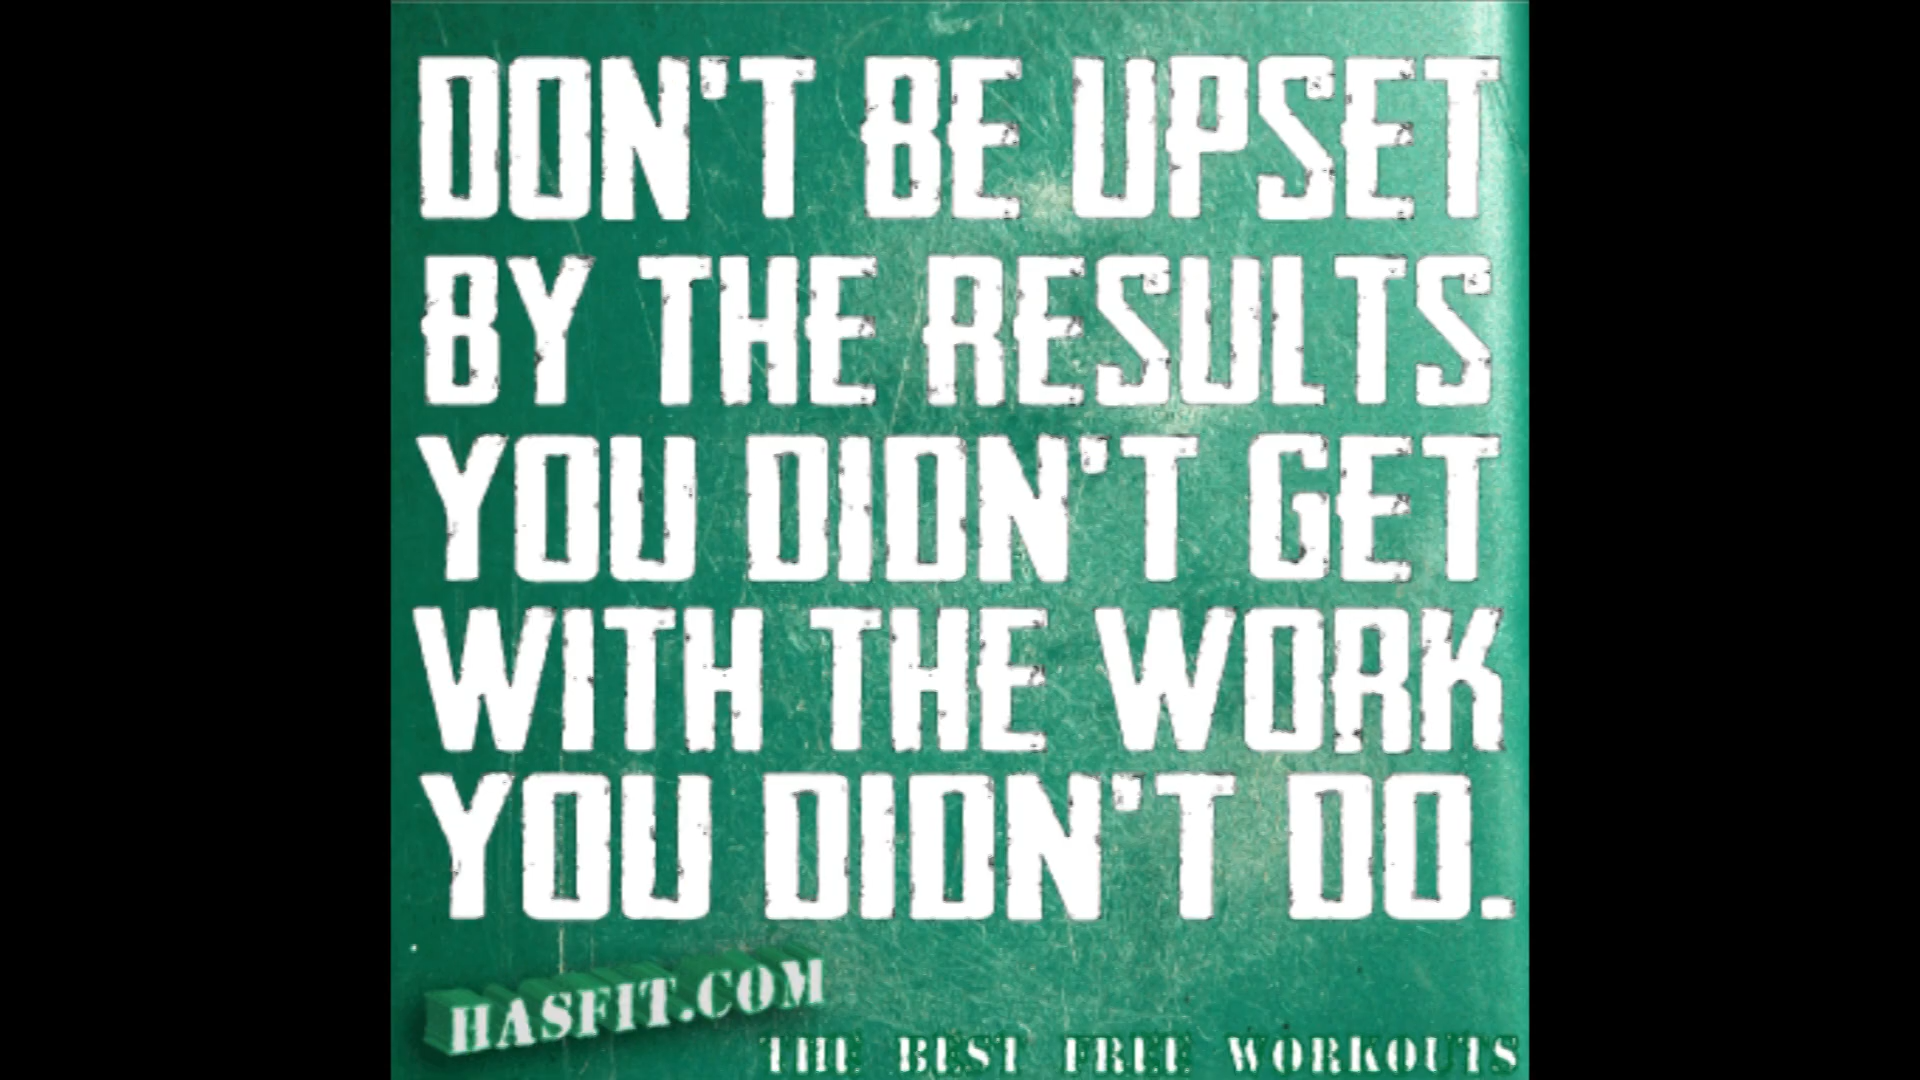 DON'T BE UPSET
BY THE RESULTS
YOU DIDN'T GET
WITH THE WORK
YOU DIDN'T DO.
HASFIT.COM
THE BEST FREE WORKOUTS